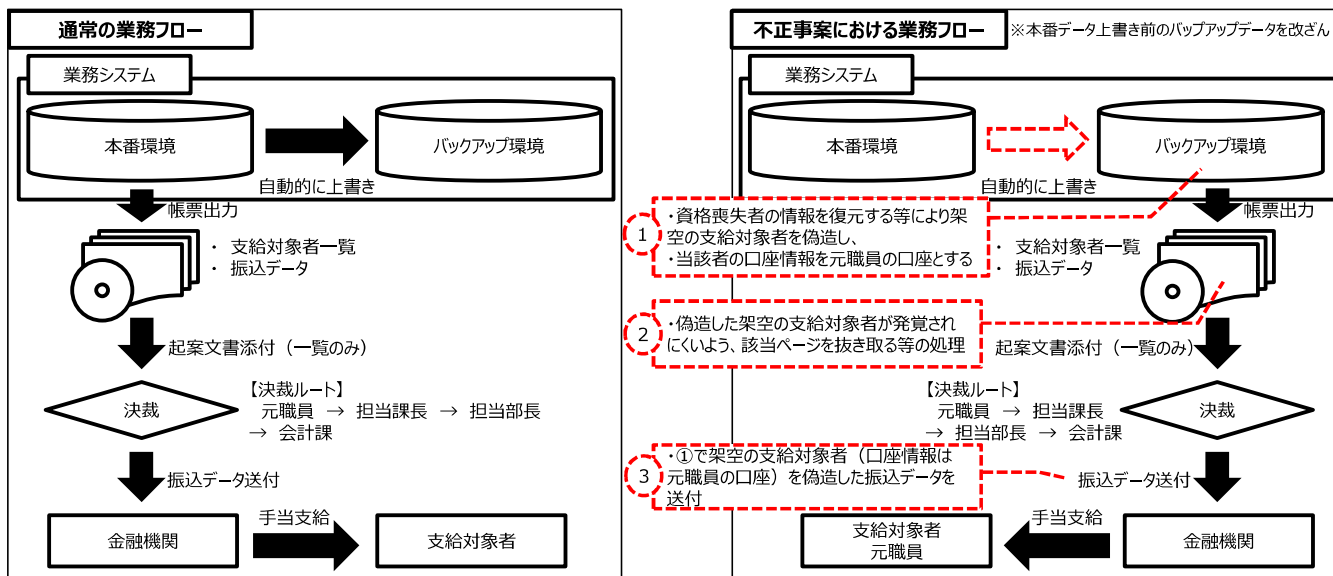 通常の業務フロー
業務システム
本番環境
バックアップ環境
自動的に上書き
帳票出力
・ 支給対象者一覧
・ 振込データ
起案文書添付（一覧のみ）
決裁
【決裁ルート】
元職員 → 担当課長 → 担当部長
→ 会計課
振込データ送付
金融機関
手当支給
支給対象者
不正事案における業務フロー
※本番データ上書き前のバップアップデータを改ざん
業務システム
本番環境
バックアップ環境
自動的に上書き
帳票出力
1
・資格喪失者の情報を復元する等により架
空の支給対象者を偽造し、
・当該者の口座情報を元職員の口座とする
・ 支給対象者一覧
・ 振込データ
2
・偽造した架空の支給対象者が発覚され
にくいよう、該当ページを抜き取る等の処理
起案文書添付（一覧のみ）
【決裁ルート】
元職員 → 担当課長
→ 担当部長 → 会計課
決裁
3
・①で架空の支給対象者（口座情報は
元職員の口座）を偽造した振込データを
送付
振込データ送付
手当支給
支給対象者
元職員
金融機関